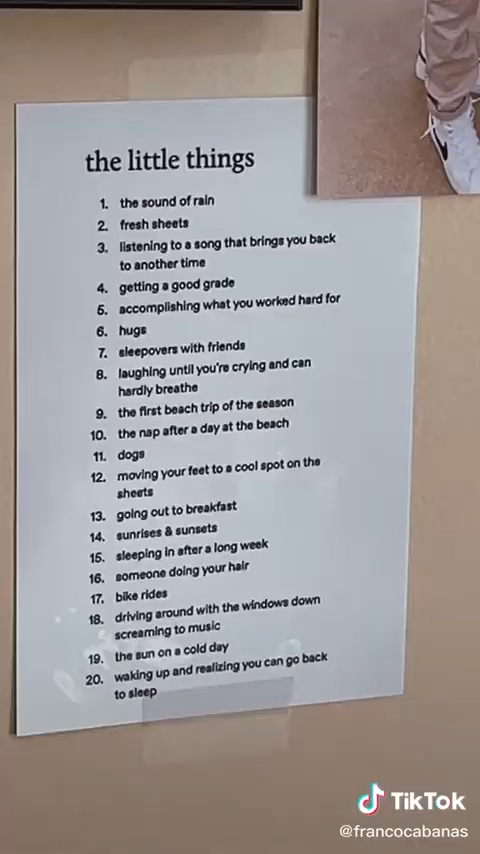 the little things
1. the sound of rain
2. fresh sheets
3. listening to a song that brings you back
to another time
4. getting a good grade
5. accomplishing what you worked hard for
6. hugs
7. sleepovers with friends
8. laughing until you're crying and can
hardly breathe
9. the first beach trip of the season
10. the nap after a day at the beach
11. dogs
12. moving your feet to a cool spot on the
sheets
13. going out to breakfast
14. sunrises & sunsets
15. sleeping in after a long week
16. someone doing your hair
17. bike rides
18. driving around with the windows down
screaming to music
19. the sun on a cold day
20. waking up and realizing you can go back
to sleep
TikTok
@francocabanas